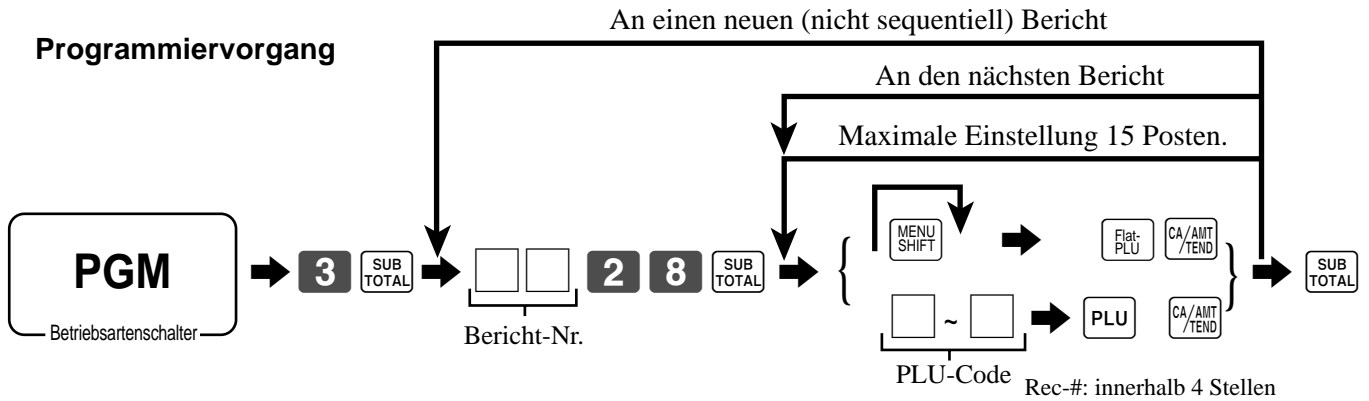 An einen neuen (nicht sequentiell) Bericht
Programmiervorgang
An den nächsten Bericht
Maximale Einstellung 15 Posten.
MENU SHIFT
Flat-PLU
CA/AMT/TEND
PGM
3
SUB TOTAL
2 8
SUB TOTAL
SUB TOTAL
Betriebsartenschalter
Bericht-Nr.
~
PLU
CA/AMT/TEND
PLU-Code
Rec-#: innerhalb 4 Stellen